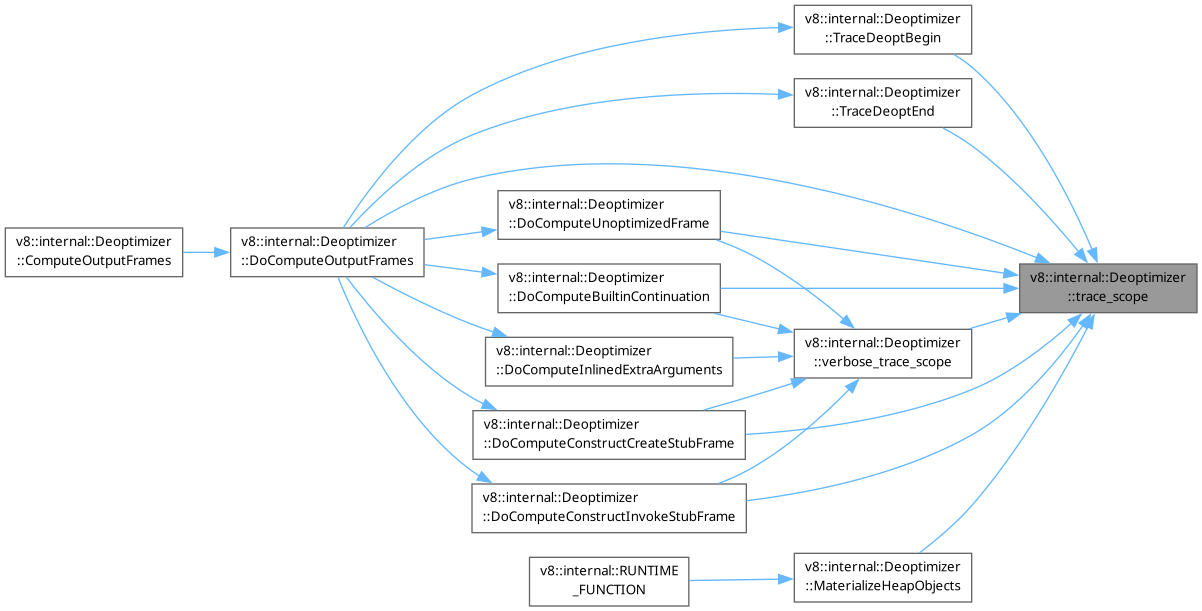 v8::internal::Deoptimizer
::TraceDeoptBegin
v8::internal::Deoptimizer
::TraceDeoptEnd
v8::internal::Deoptimizer
::DoComputeUnoptimizedFrame
v8::internal::Deoptimizer
::ComputeOutputFrames
v8::internal::Deoptimizer
::DoComputeOutputFrames
v8::internal::Deoptimizer
::DoComputeBuiltinContinuation
v8::internal::Deoptimizer
::trace_scope
v8::internal::Deoptimizer
::verbose_trace_scope
v8::internal::Deoptimizer
::DoComputeInlinedExtraArguments
v8::internal::Deoptimizer
::DoComputeConstructCreateStubFrame
v8::internal::Deoptimizer
::DoComputeConstructInvokeStubFrame
v8::internal::RUNTIME
_FUNCTION
v8::internal::Deoptimizer
::MaterializeHeapObjects